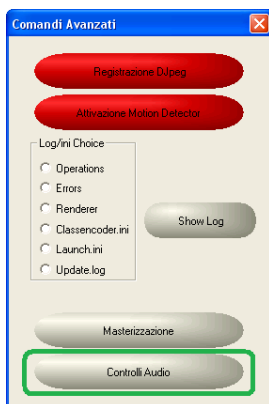 Comandi Avanzati
Registrazione DJpeg
Attivazione Motion Detector
Log/ini Choice
Operations
Errors
Renderer
Classencoder.ini
Launch.ini
Update.log
Show Log
Masterizzazione
Controlli Audio